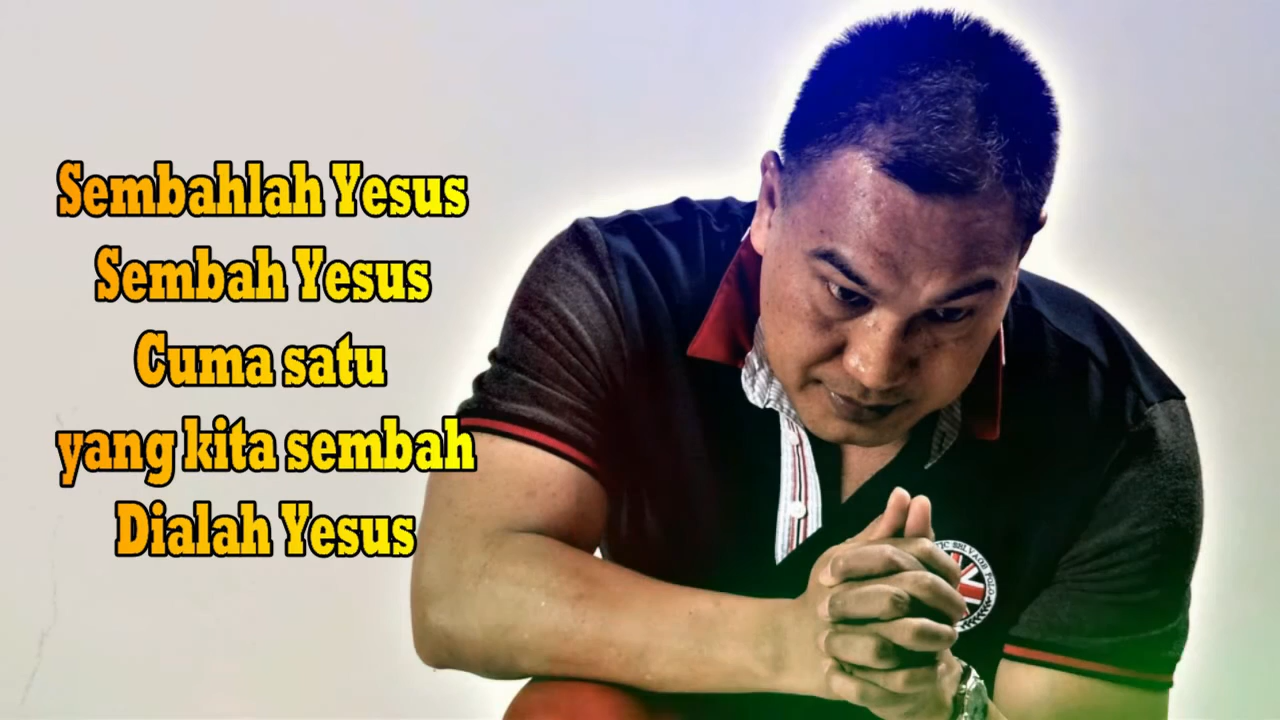 Sembahlah Yesus
Sembah Yesus
Cuma satu
yang kita sembah
Dialah Yesus